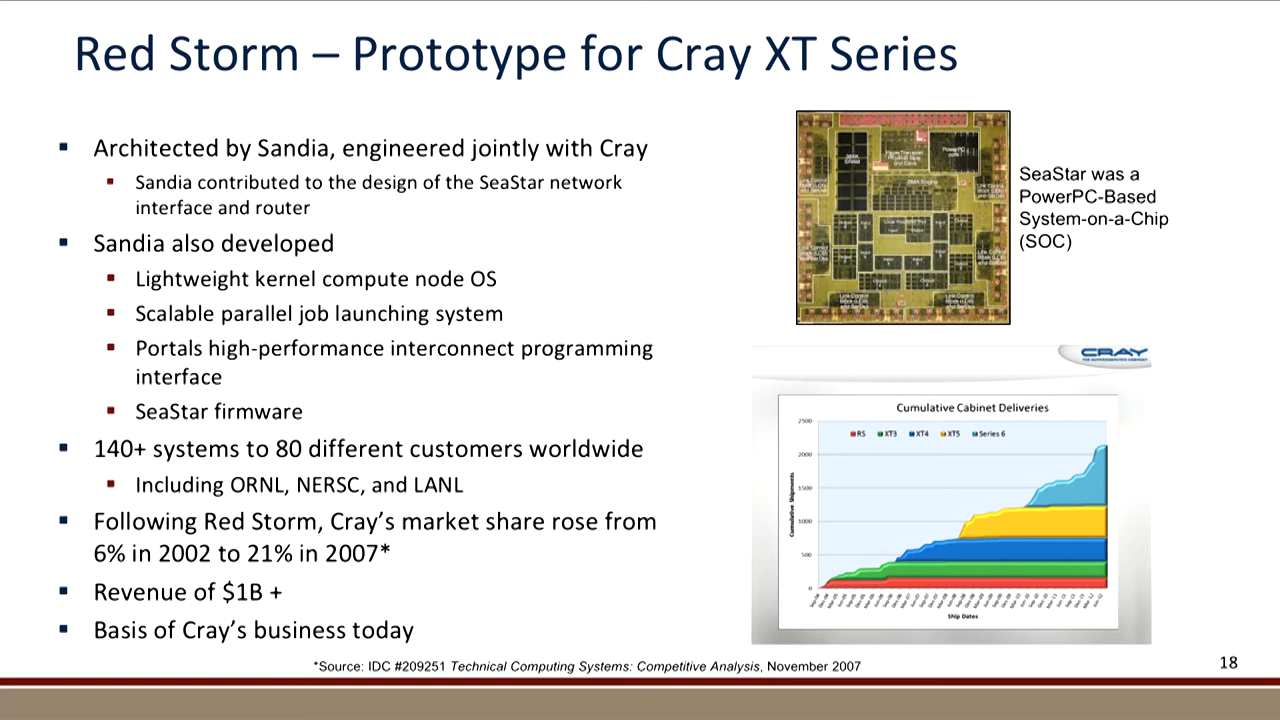 Red Storm – Prototype for Cray XT Series
▪ Architected by Sandia, engineered jointly with Cray
▪ Sandia contributed to the design of the SeaStar network
interface and router
▪ Sandia also developed
▪ Lightweight kernel compute node OS
▪ Scalable parallel job launching system
▪ Portals high-performance interconnect programming
interface
▪ SeaStar firmware
▪ 140+ systems to 80 different customers worldwide
▪ Including ORNL, NERSC, and LANL
▪ Following Red Storm, Cray’s market share rose from
6% in 2002 to 21% in 2007*
▪ Revenue of $1B +
▪ Basis of Cray’s business today
SeaStar was a
PowerPC-Based
System-on-a-Chip
(SOC)
PowerPC
DMA Engine
CRAY
THE SUPERCOMPUTER COMPANY
Cumulative Cabinet Deliveries
RS XT3 XT4 XT5 Series 6
2500
2000
1500
1000
500
0
Cumulative Shipments
Ship Dates
*Source: IDC #209251 Technical Computing Systems: Competitive Analysis, November 2007
18